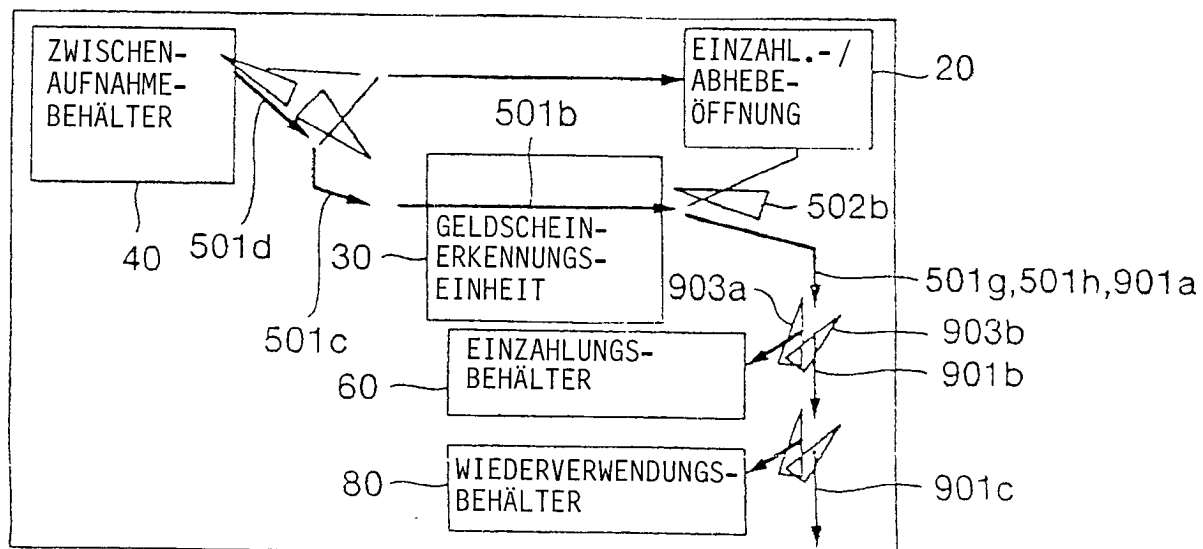 ZWISCHEN-
AUFNAHME-
BEHÄLTER
EINZAHL.-/
ABHEBE-
ÖFFNUNG
20
501b
502b
40
501d
30
GELDSCHEIN-
ERKENNUNGS-
EINHEIT
501g,501h,901a
903a
501c
903b
EINZAHLUNGS-
BEHÄLTER
60
901b
WIEDERVERWENDUNGS-
BEHÄLTER
80
901c